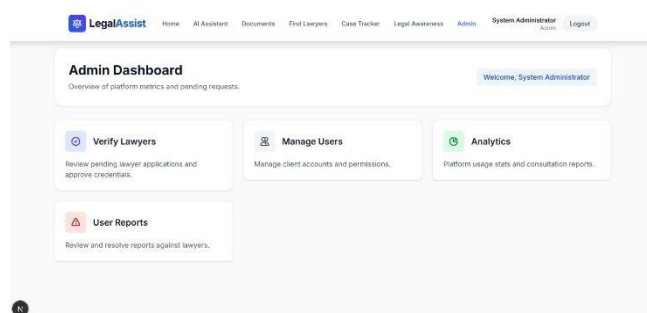 LegalAssist Home AI Assistant Documents Find Lawyers Case Tracker Legal Awareness Admin System Administrator Admin Logout
Admin Dashboard
Overview of platform metrics and pending requests.
Welcome, System Administrator
Verify Lawyers
Review pending lawyer applications and
approve credentials.
Manage Users
Manage client accounts and permissions.
Analytics
Platform usage stats and consultation reports.
User Reports
Review and resolve reports against lawyers.
N